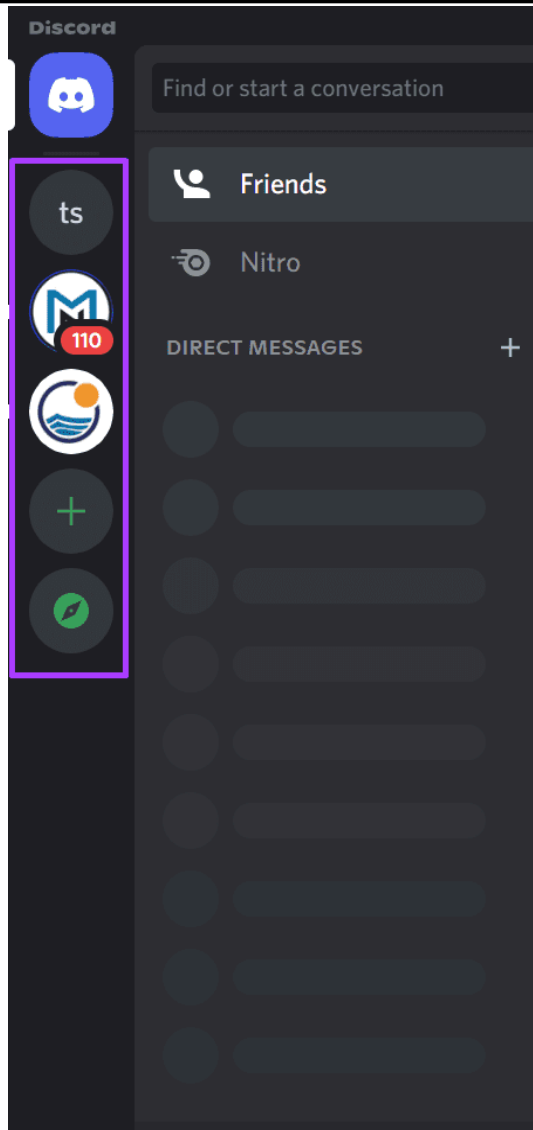 Discord
Find or start a conversation
ts
Friends
M
110
Nitro
DIRECT MESSAGES